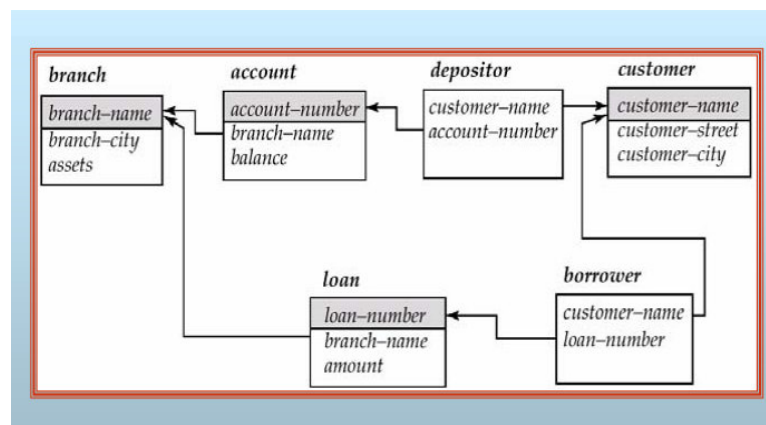 branch
branch–name
branch–city
assets
account
account–number
branch–name
balance
depositor
customer–name
account–number
customer
customer–name
customer–street
customer–city
loan
loan–number
branch–name
amount
borrower
customer–name
loan–number